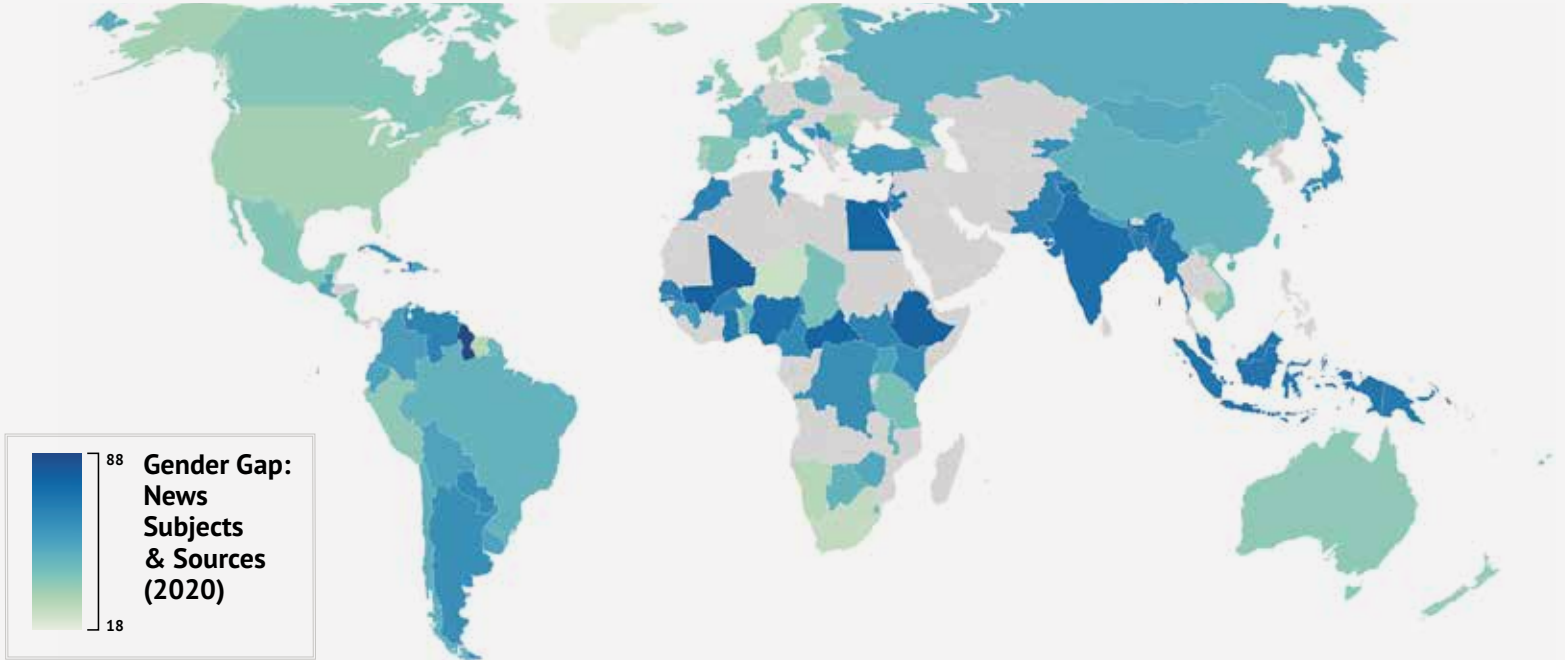 88
Gender Gap:
News
Subjects
& Sources
(2020)
18